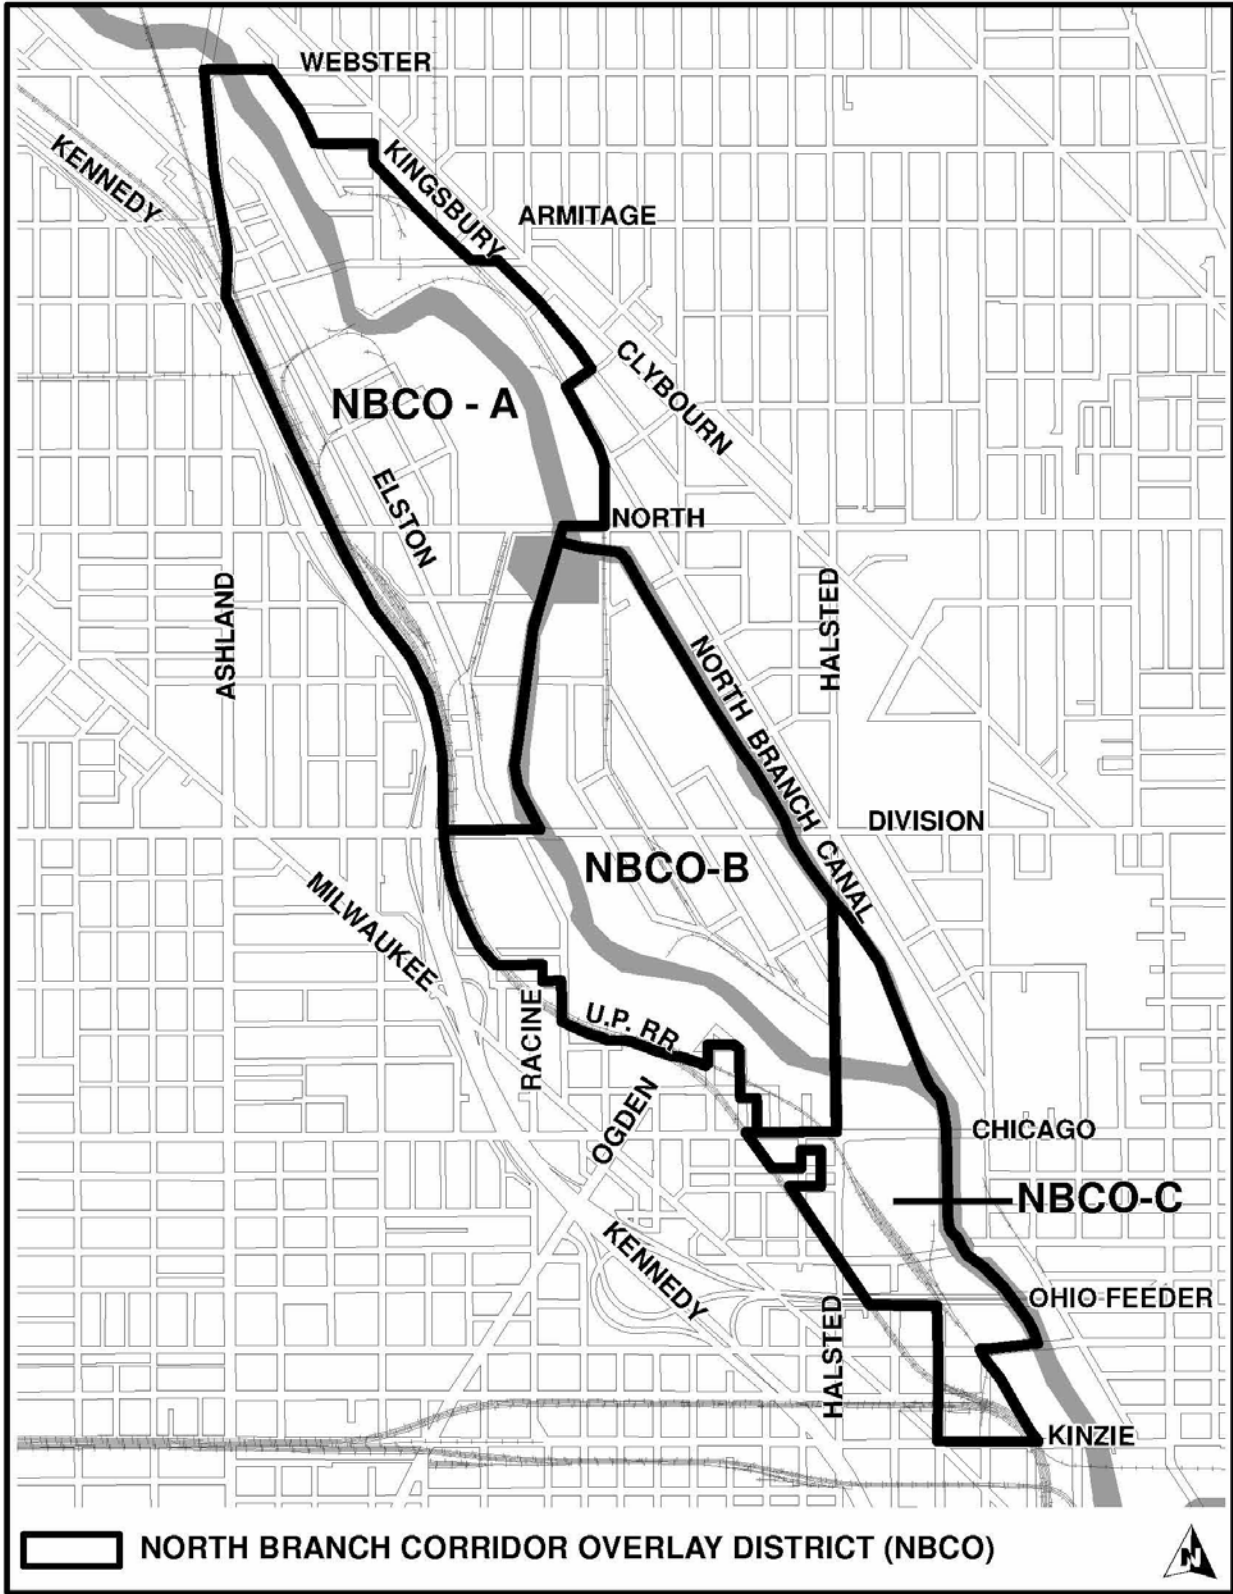 WEBSTER
KENNEDY
KINGSBURY
ARMITAGE
CLYBOURN
NBCO - A
ELSTON
NORTH
ASHLAND
HALSTED
NORTH BRANCH CANAL
DIVISION
NBCO-B
MILWAUKEE
RACINE
U.P. RR
OGDEN
CHICAGO
NBCO-C
KENNEDY
OHIO FEEDER
HALSTED
KINZIE
NORTH BRANCH CORRIDOR OVERLAY DISTRICT (NBCO)
N